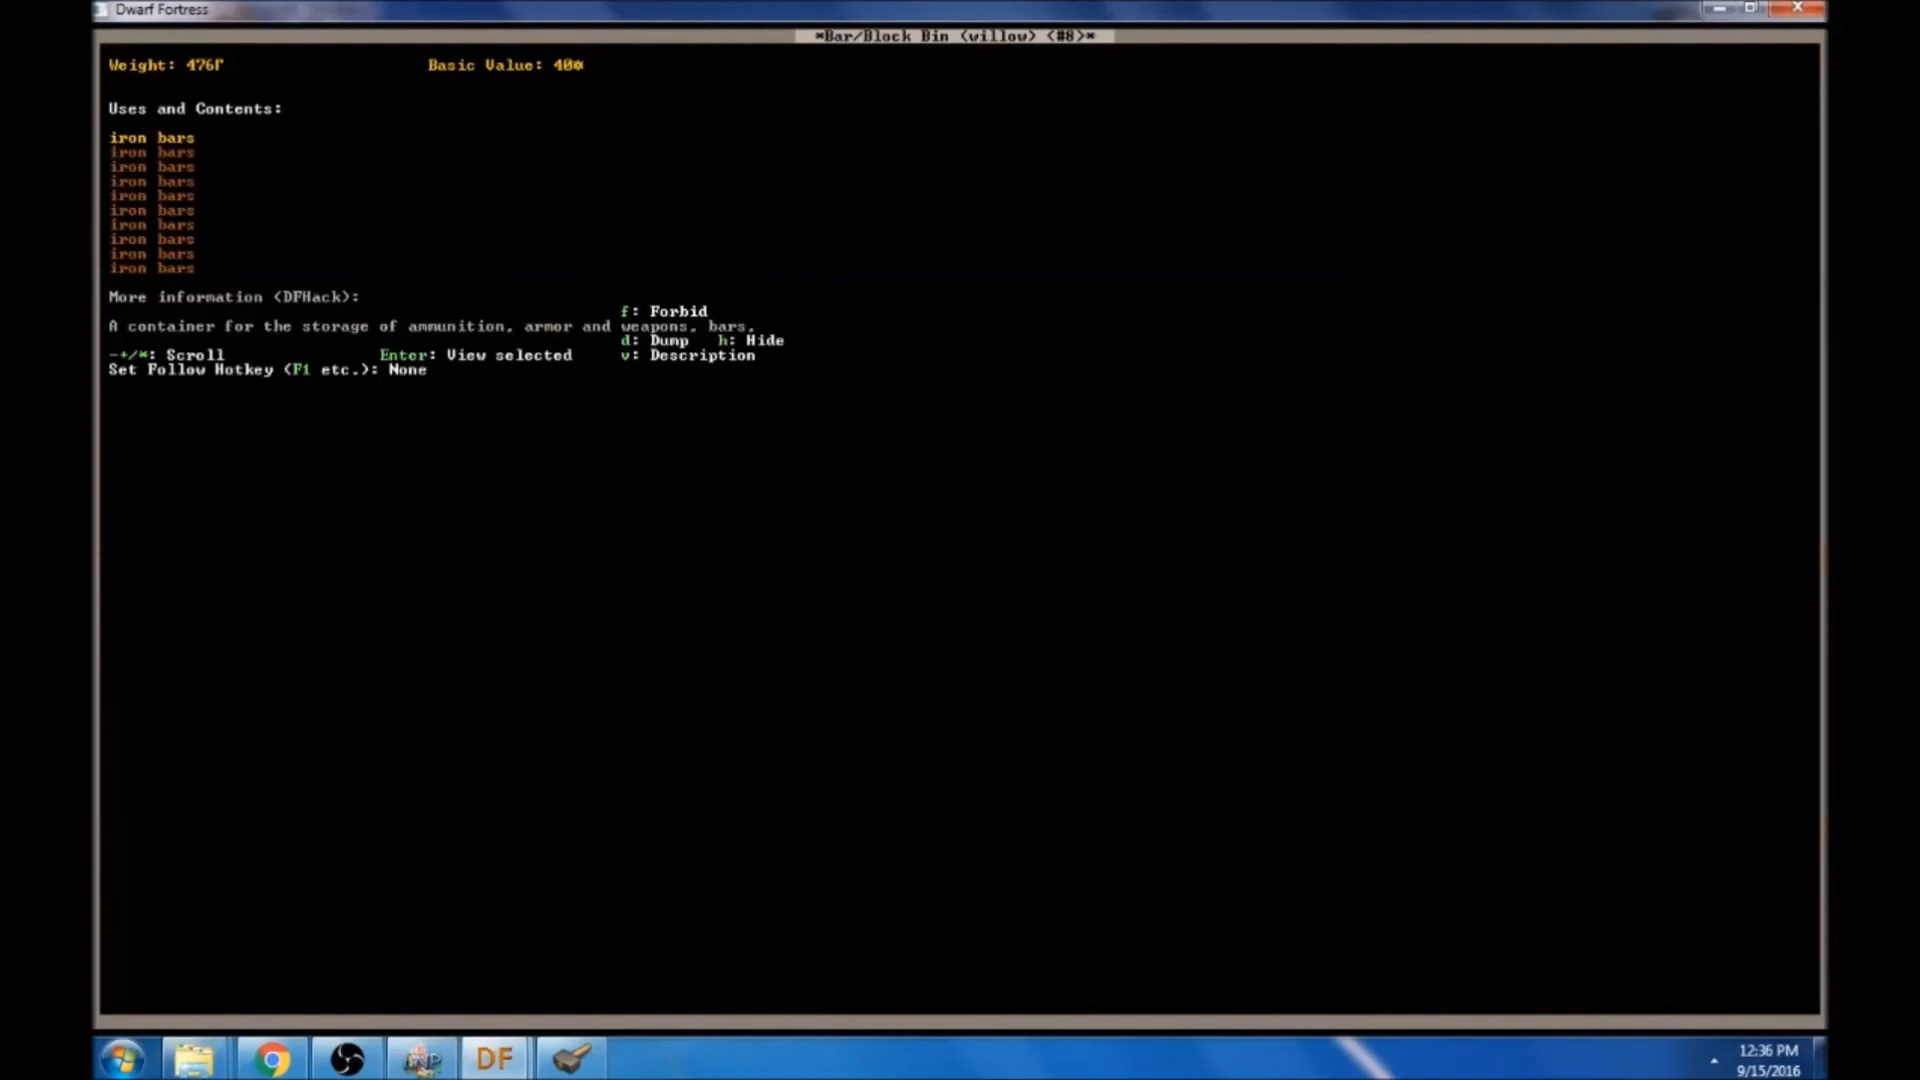 Dwarf Fortress
*Bar/Block Bin (willow) (#8)*
Weight: 476Γ Basic Value: 40☼
Uses and Contents:
iron bars
iron bars
iron bars
iron bars
iron bars
iron bars
iron bars
iron bars
iron bars
iron bars
More information (DFHack):
f: Forbid
A container for the storage of ammunition, armor and weapons, bars,
d: Dump h: Hide
-+/*: Scroll Enter: View selected v: Description
Set Follow Hotkey (F1 etc.): None
DF
12:36 PM
9/15/2016